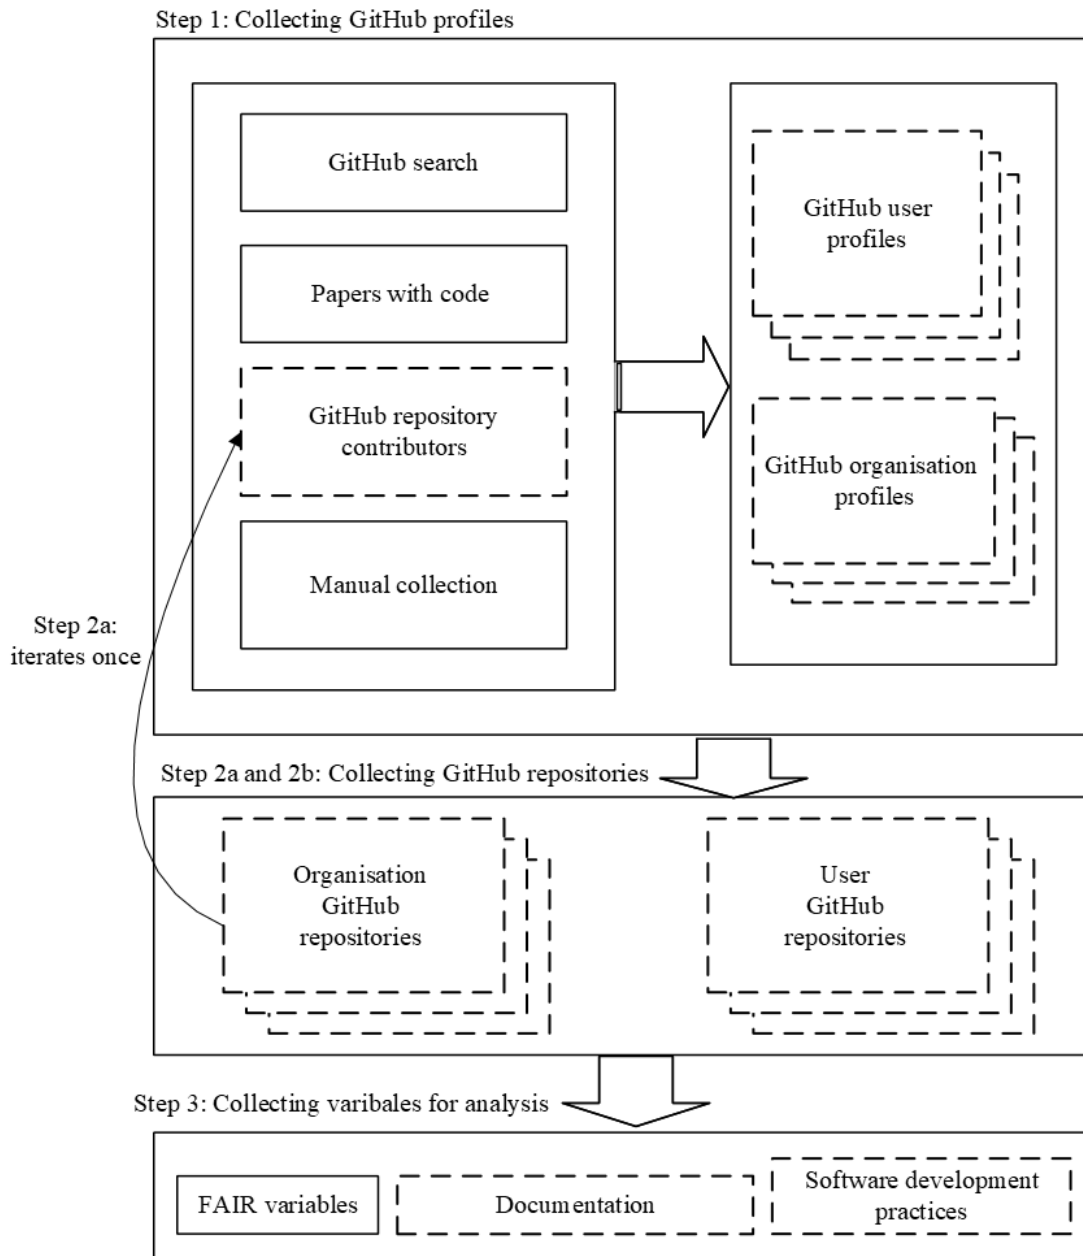 Step 1: Collecting GitHub profiles
GitHub search
Papers with code
GitHub repository
contributors
Manual collection
GitHub user
profiles
GitHub organisation
profiles
Step 2a:
iterates once
Step 2a and 2b: Collecting GitHub repositories
Organisation
GitHub
repositories
User
GitHub
repositories
Step 3: Collecting varibales for analysis
FAIR variables
Documentation
Software development
practices